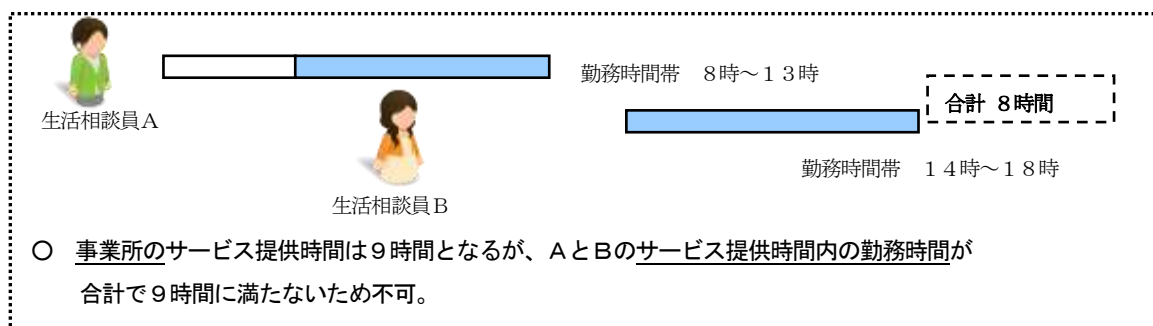 勤務時間帯 8時～13時
合計 8時間
生活相談員A
勤務時間帯 14時～18時
生活相談員B
○ 事業所のサービス提供時間は9時間となるが、AとBのサービス提供時間内の勤務時間が
合計で9時間に満たないため不可。